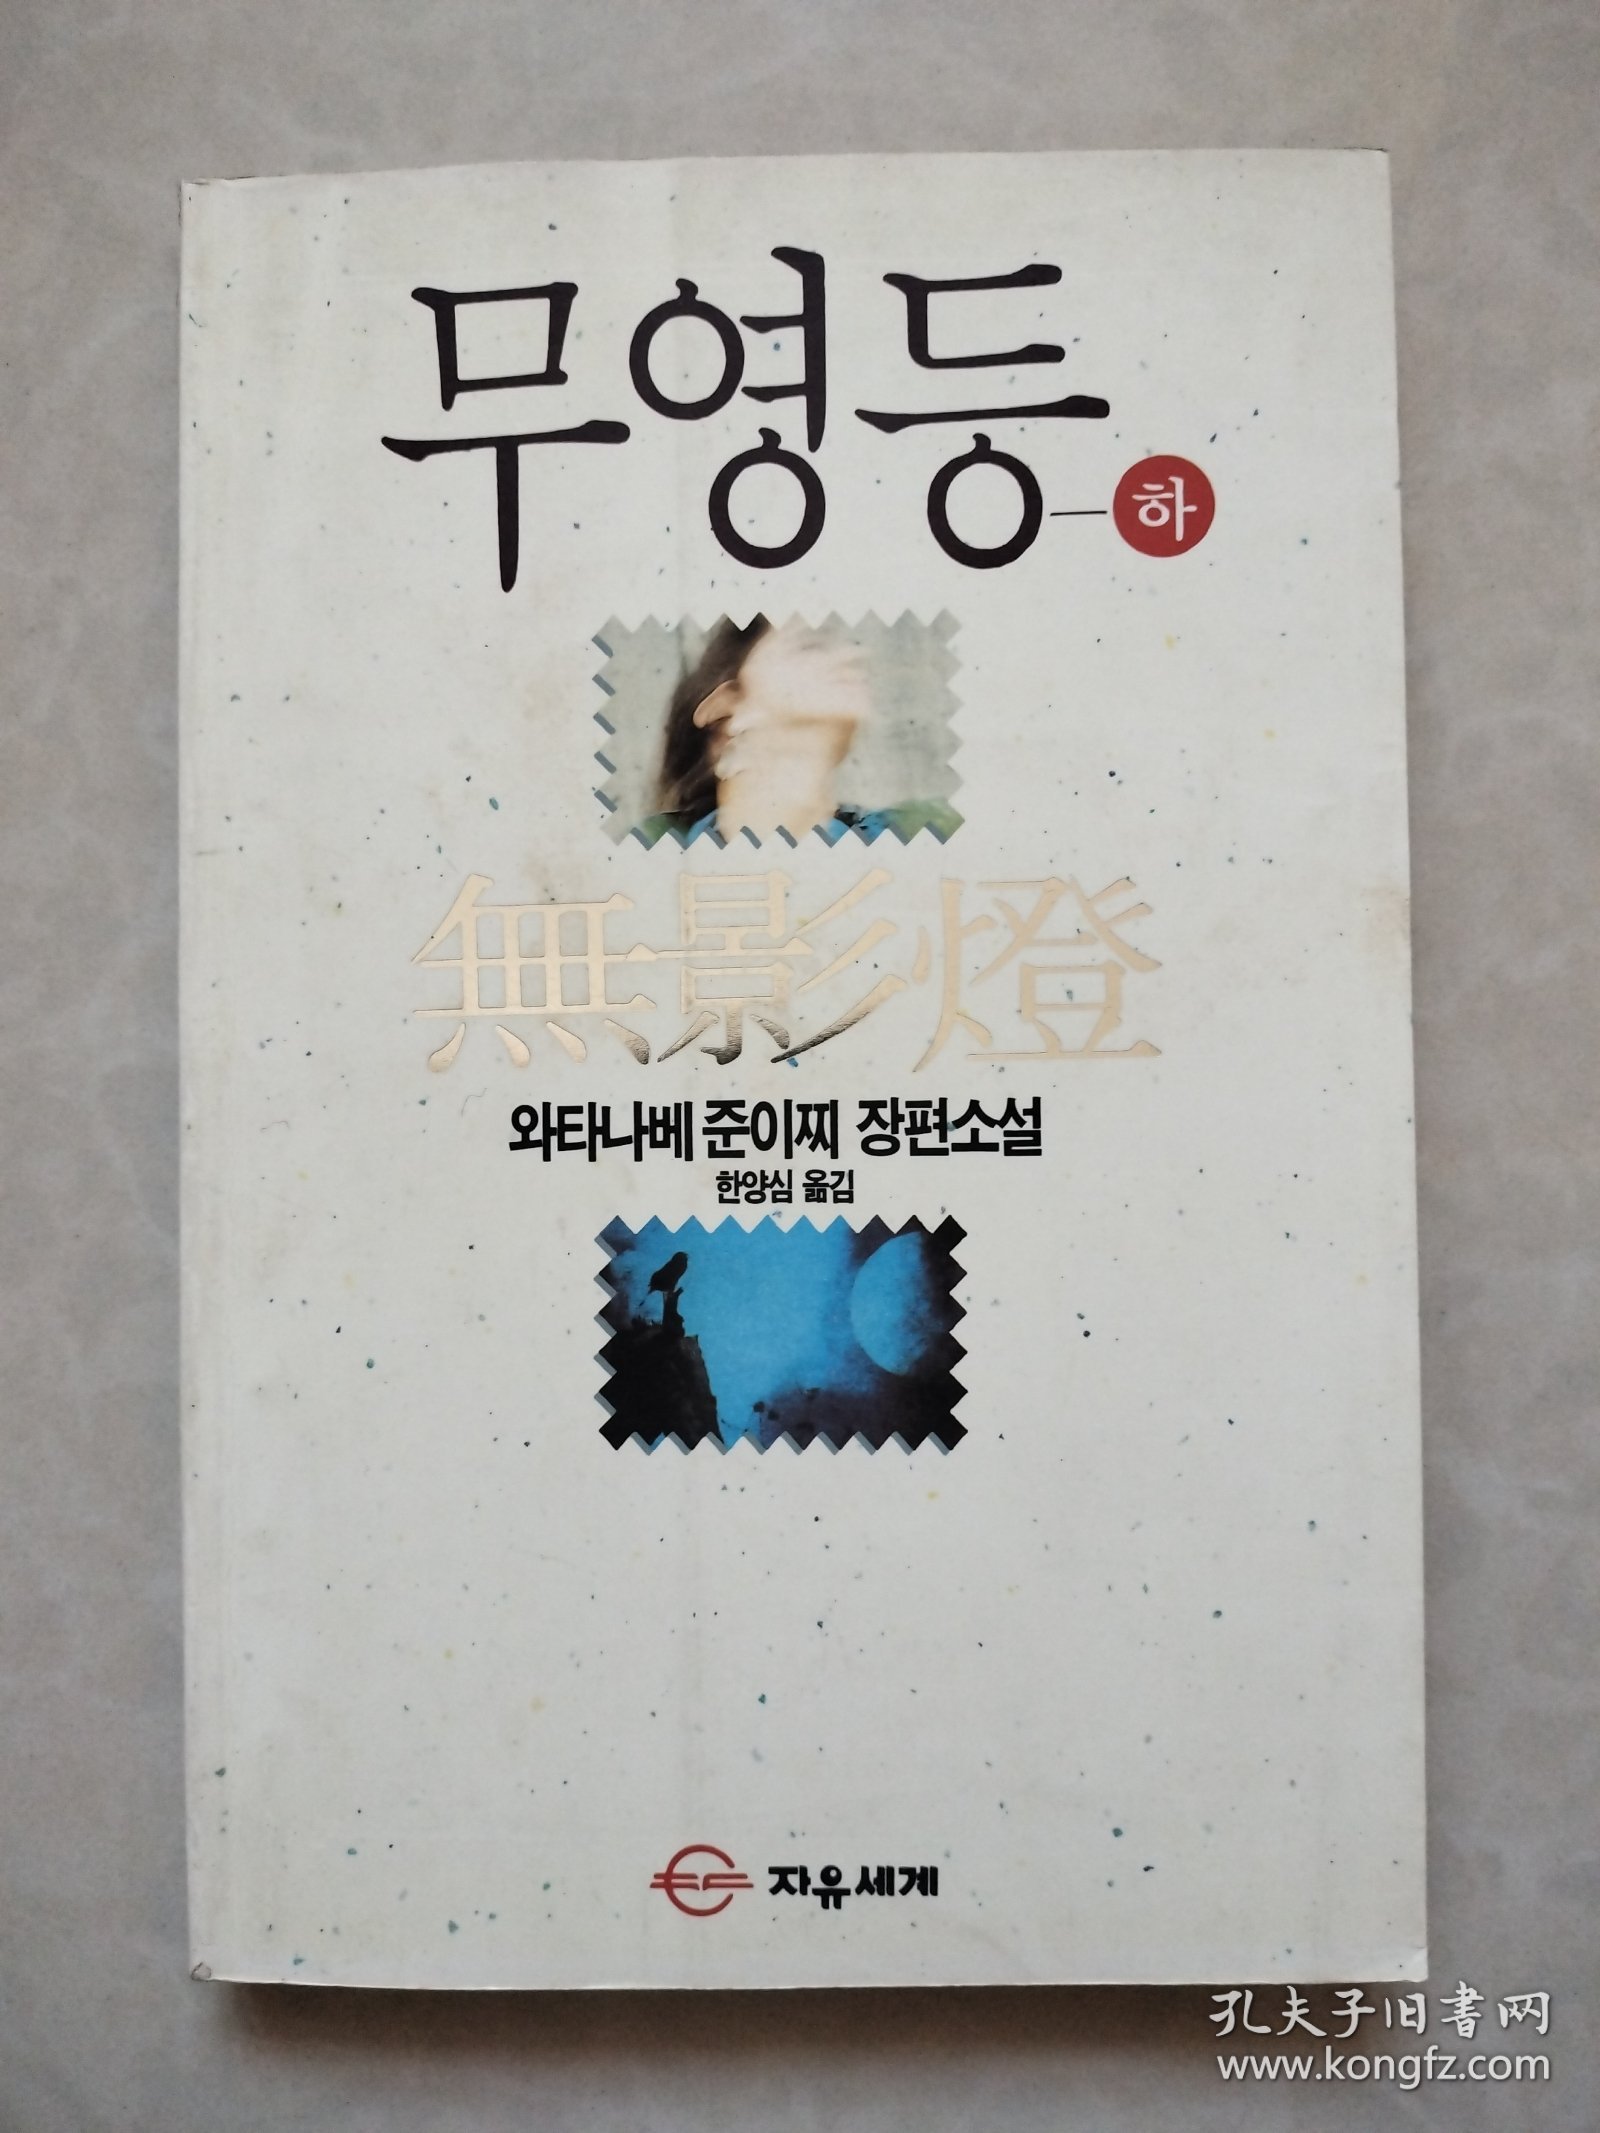 무영등—하
無影燈
와타나베 준이찌 장편소설
한양심 옮김
자유세계
孔夫子旧書网
www.kongfz.com